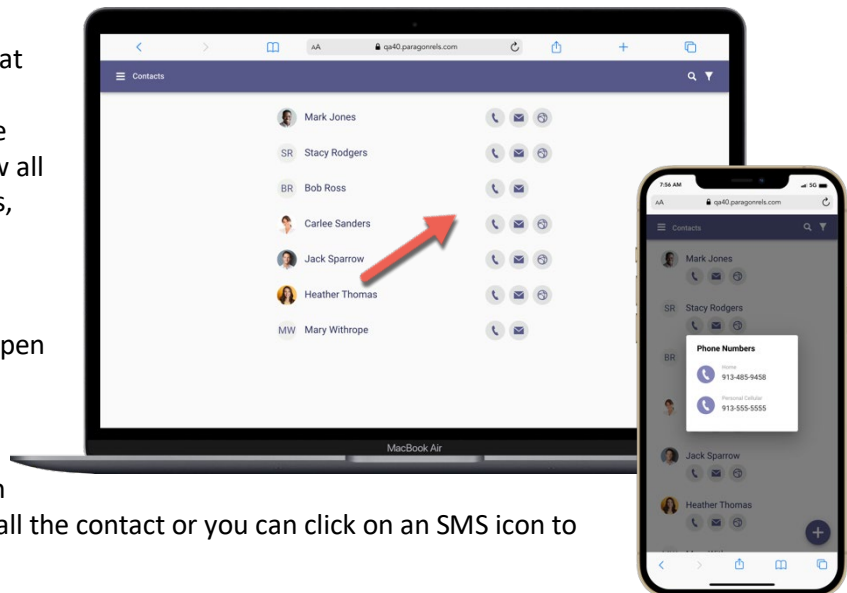 at
e
w all
s,
pen
n
all the contact or you can click on an SMS icon to
AA qa40.paragonrels.com
Contacts
Mark Jones
SR Stacy Rodgers
BR Bob Ross
Carlee Sanders
Jack Sparrow
Heather Thomas
MW Mary Withrope
MacBook Air
7:56 AM 5G
AA qa40.paragonrels.com
Contacts
Mark Jones
SR Stacy Rodgers
BR
Phone Numbers
Home
913-485-9458
Personal Cellular
913-555-5555
Jack Sparrow
Heather Thomas